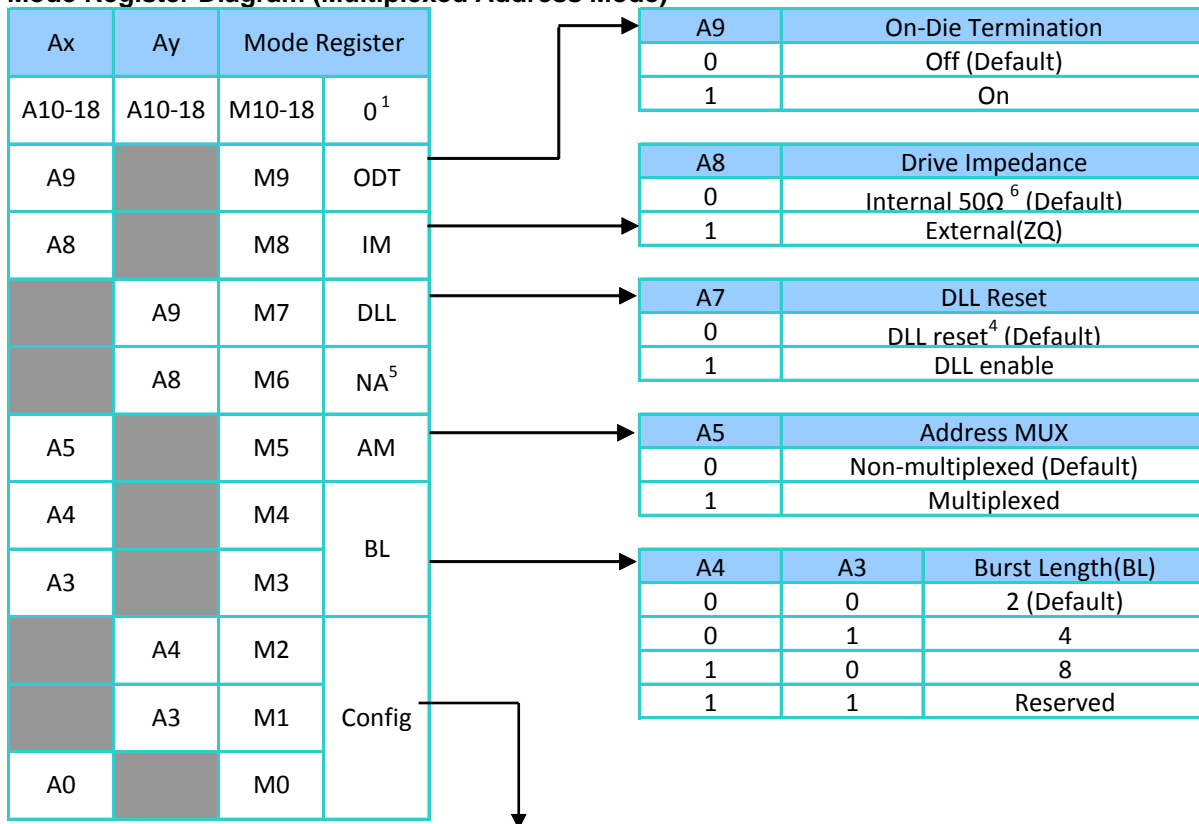 Mode Register Diagram (Multiplexed Address Mode)
Ax Ay Mode Register
A10-18 A10-18 M10-18 0¹
A9 M9 ODT
A8 M8 IM
A9 M7 DLL
A8 M6 NA⁵
A5 M5 AM
A4 M4
BL
A3 M3
A4 M2
A3 M1 Config
A0 M0
A9 On-Die Termination
0 Off (Default)
1 On
A8 Drive Impedance
0 Internal 50Ω ⁶ (Default)
1 External(ZQ)
A7 DLL Reset
0 DLL reset⁴ (Default)
1 DLL enable
A5 Address MUX
0 Non-multiplexed (Default)
1 Multiplexed
A4 A3 Burst Length(BL)
0 0 2 (Default)
0 1 4
1 0 8
1 1 Reserved